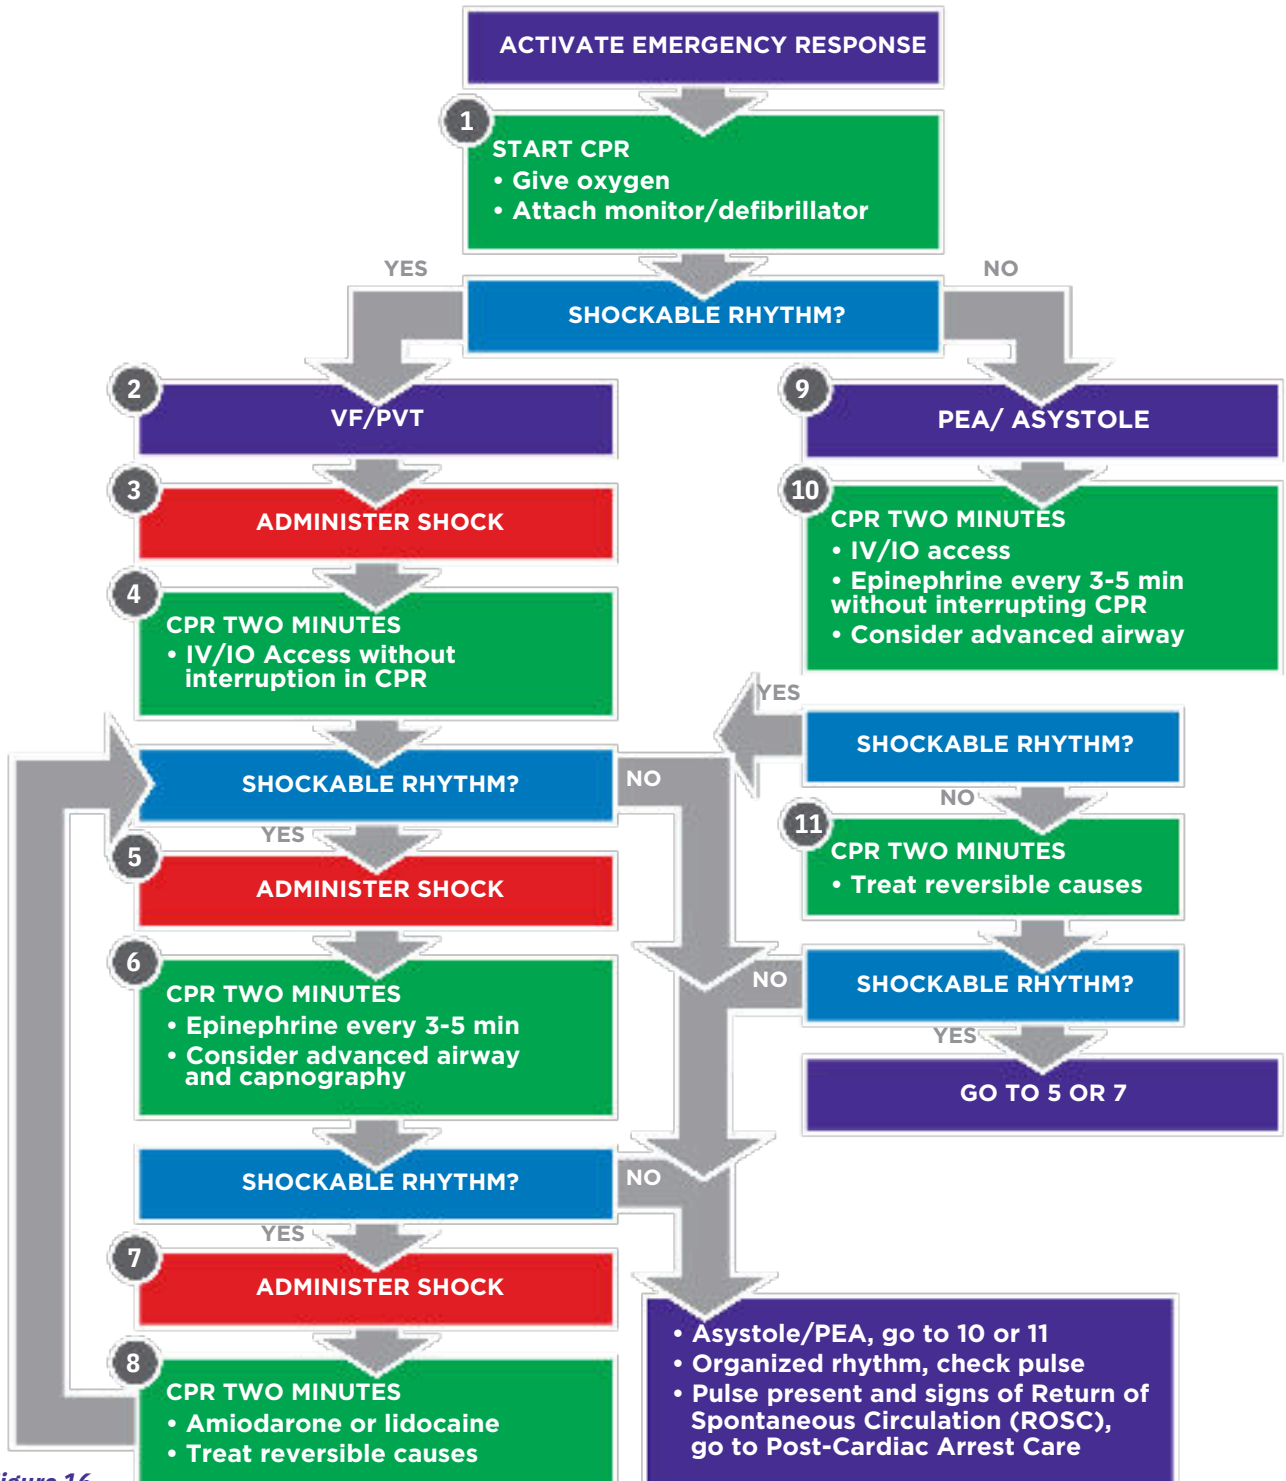 ACTIVATE EMERGENCY RESPONSE
1
START CPR
• Give oxygen
• Attach monitor/defibrillator
YES
NO
SHOCKABLE RHYTHM?
2
VF/PVT
3
ADMINISTER SHOCK
4
CPR TWO MINUTES
• IV/IO Access without
interruption in CPR
SHOCKABLE RHYTHM?
NO
YES
5
ADMINISTER SHOCK
6
CPR TWO MINUTES
• Epinephrine every 3-5 min
• Consider advanced airway
and capnography
SHOCKABLE RHYTHM?
NO
YES
7
ADMINISTER SHOCK
8
CPR TWO MINUTES
• Amiodarone or lidocaine
• Treat reversible causes
9
PEA/ ASYSTOLE
10
CPR TWO MINUTES
• IV/IO access
• Epinephrine every 3-5 min
without interrupting CPR
• Consider advanced airway
YES
SHOCKABLE RHYTHM?
NO
11
CPR TWO MINUTES
• Treat reversible causes
NO
SHOCKABLE RHYTHM?
YES
GO TO 5 OR 7
• Asystole/PEA, go to 10 or 11
• Organized rhythm, check pulse
• Pulse present and signs of Return of
Spontaneous Circulation (ROSC),
go to Post-Cardiac Arrest Care